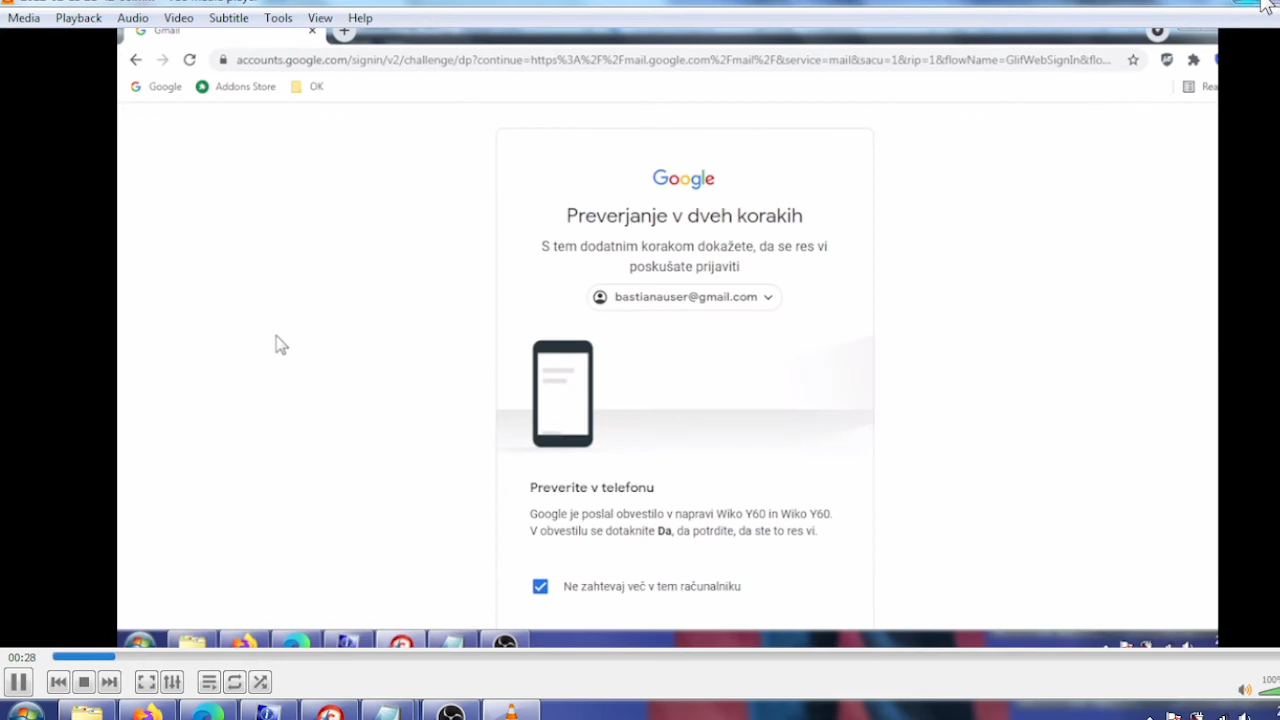 Media Playback Audio Video Subtitle Tools View Help
Gmail
accounts.google.com/signin/v2/challenge/dp?continue=https%3A%2F%2Fmail.google.com%2Fmail%2F&service=mail&sacu=1&rip=1&flowName=GlifWebSignIn&flo...
Google Addons Store OK Rea
Google
Preverjanje v dveh korakih
S tem dodatnim korakom dokažete, da se res vi
poskušate prijaviti
bastianauser@gmail.com
Preverite v telefonu
Google je poslal obvestilo v napravi Wiko Y60 in Wiko Y60.
V obvestilu se dotaknite Da, da potrdite, da ste to res vi.
Ne zahtevaj več v tem računalniku
00:28
100%